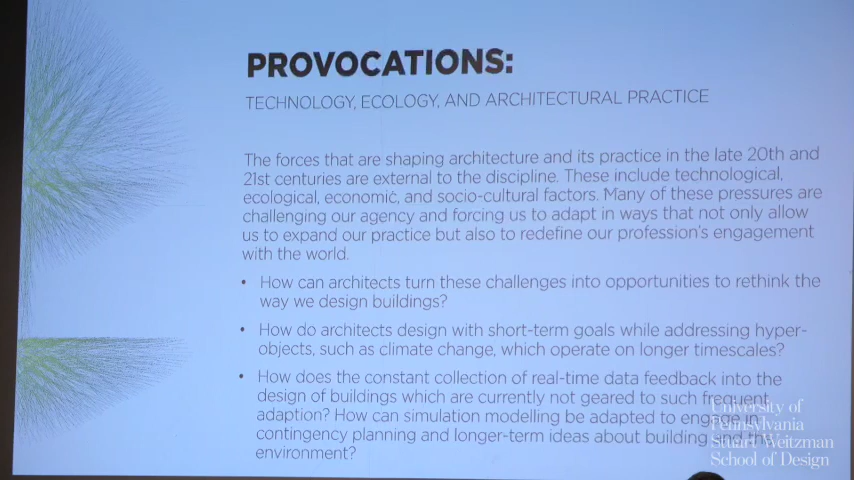 PROVOCATIONS:
TECHNOLOGY, ECOLOGY, AND ARCHITECTURAL PRACTICE
The forces that are shaping architecture and its practice in the late 20th and
21st centuries are external to the discipline. These include technological,
ecological, economic, and socio-cultural factors. Many of these pressures are
challenging our agency and forcing us to adapt in ways that not only allow
us to expand our practice but also to redefine our profession's engagement
with the world.
• How can architects turn these challenges into opportunities to rethink the
way we design buildings?
• How do architects design with short-term goals while addressing hyper-
objects, such as climate change, which operate on longer timescales?
• How does the constant collection of real-time data feedback into the
design of buildings which are currently not geared to such frequent
adaption? How can simulation modelling be adapted to engage in
contingency planning and longer-term ideas about building and the
environment?
University of
Pennsylvania
Stuart Weitzman
School of Design